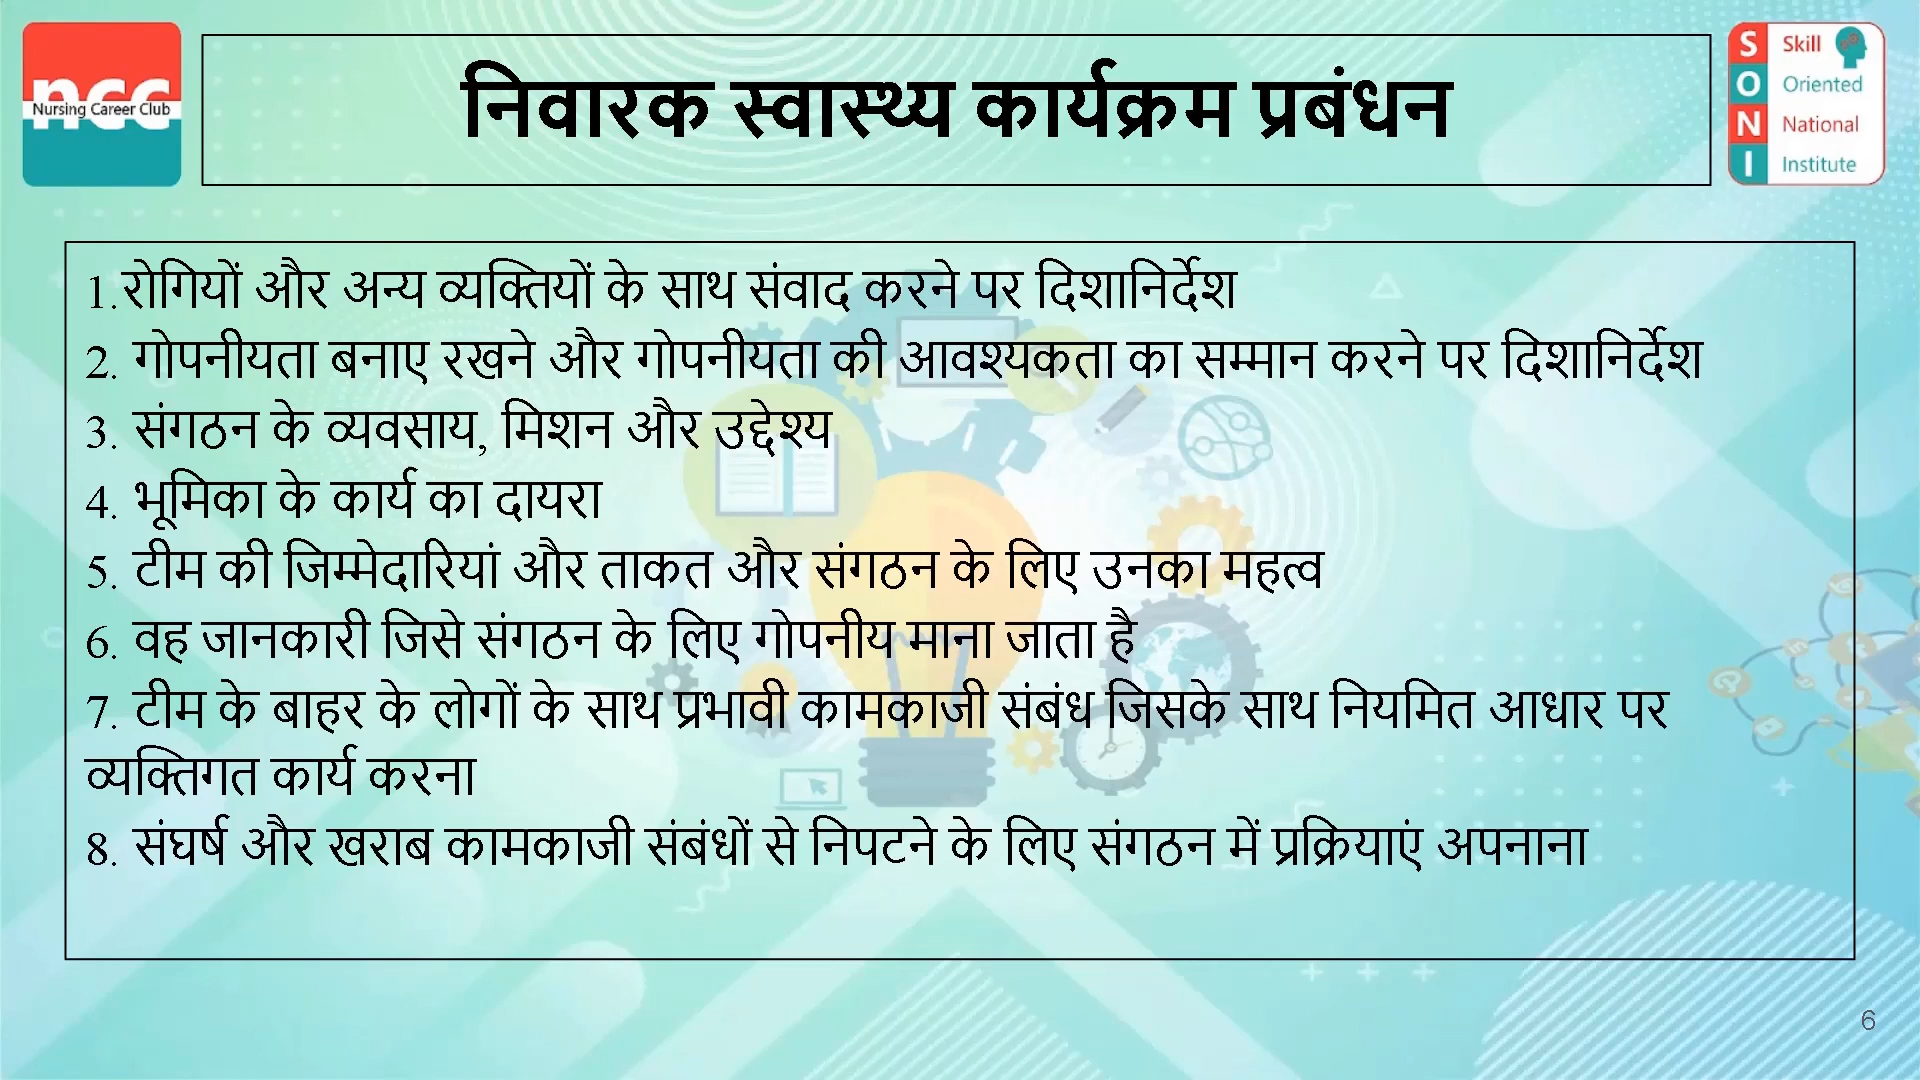 ncc
Nursing Career Club
निवारक स्वास्थ्य कार्यक्रम प्रबंधन
S Skill
O Oriented
N National
I Institute
1.रोगियों और अन्य व्यक्तियों के साथ संवाद करने पर दिशानिर्देश
2. गोपनीयता बनाए रखने और गोपनीयता की आवश्यकता का सम्मान करने पर दिशानिर्देश
3. संगठन के व्यवसाय, मिशन और उद्देश्य
4. भूमिका के कार्य का दायरा
5. टीम की जिम्मेदारियां और ताकत और संगठन के लिए उनका महत्व
6. वह जानकारी जिसे संगठन के लिए गोपनीय माना जाता है
7. टीम के बाहर के लोगों के साथ प्रभावी कामकाजी संबंध जिसके साथ नियमित आधार पर
व्यक्तिगत कार्य करना
8. संघर्ष और खराब कामकाजी संबंधों से निपटने के लिए संगठन में प्रक्रियाएं अपनाना
6